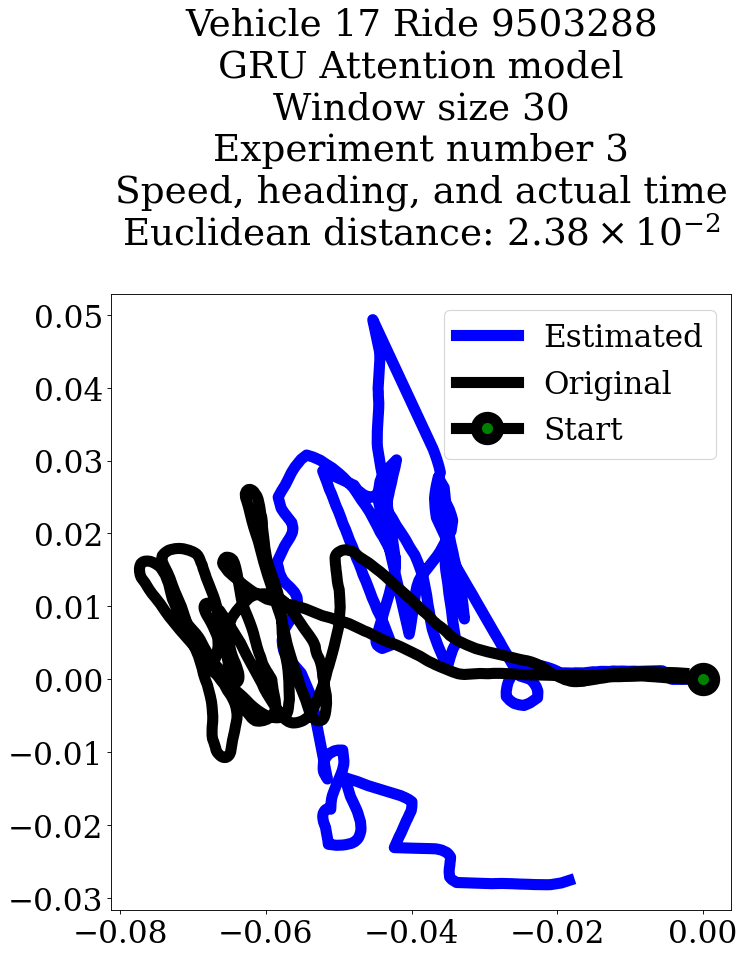 Vehicle 17 Ride 9503288
GRU Attention model
Window size 30
Experiment number 3
Speed, heading, and actual time
Euclidean distance: 2.38 × 10⁻²
Estimated
Original
Start
0.05
0.04
0.03
0.02
0.01
0.00
−0.01
−0.02
−0.03
−0.08 −0.06 −0.04 −0.02 0.00